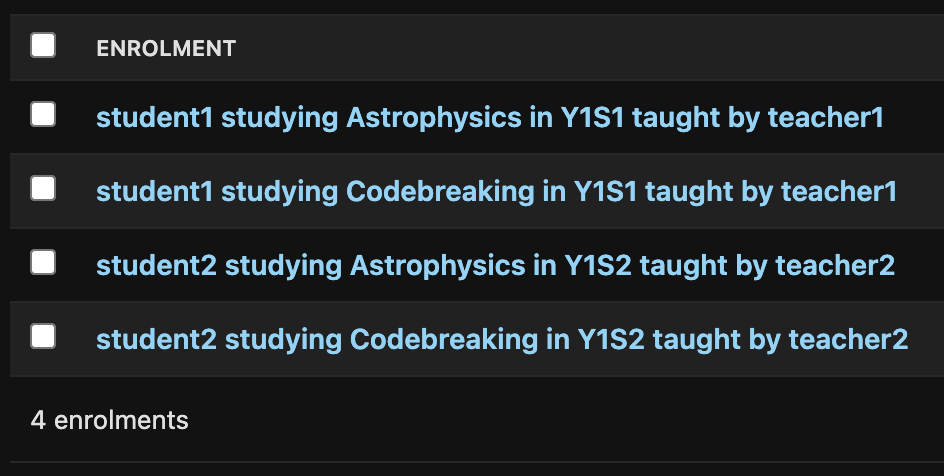 ENROLMENT
student1 studying Astrophysics in Y1S1 taught by teacher1
student1 studying Codebreaking in Y1S1 taught by teacher1
student2 studying Astrophysics in Y1S2 taught by teacher2
student2 studying Codebreaking in Y1S2 taught by teacher2
4 enrolments